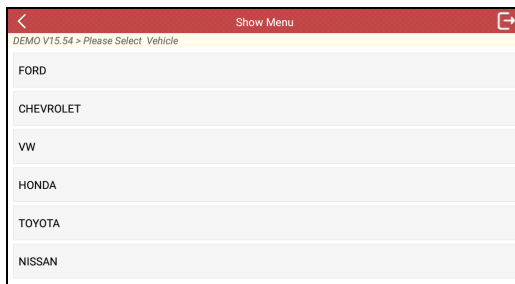 Show Menu
DEMO V15.54 > Please Select Vehicle
FORD
CHEVROLET
VW
HONDA
TOYOTA
NISSAN